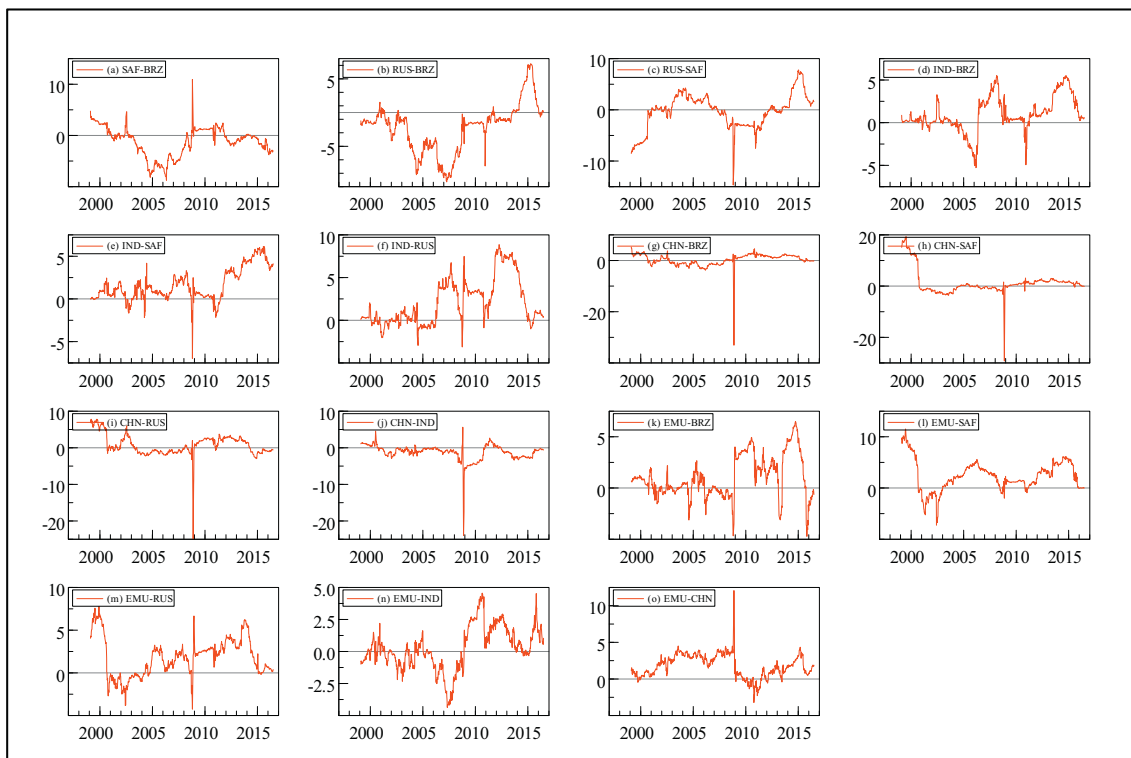 (a) SAF-BRZ
10
0
2000 2005 2010 2015
(b) RUS-BRZ
5
-5
2000 2005 2010 2015
(c) RUS-SAF
10
0
-10
2000 2005 2010 2015
(d) IND-BRZ
5
0
-5
2000 2005 2010 2015
(e) IND-SAF
5
0
-5
2000 2005 2010 2015
(f) IND-RUS
10
5
0
2000 2005 2010 2015
(g) CHN-BRZ
0
-20
2000 2005 2010 2015
(h) CHN-SAF
20
0
-20
2000 2005 2010 2015
(i) CHN-RUS
10
0
-10
-20
2000 2005 2010 2015
(j) CHN-IND
10
0
-10
-20
2000 2005 2010 2015
(k) EMU-BRZ
5
0
2000 2005 2010 2015
(l) EMU-SAF
10
0
2000 2005 2010 2015
(m) EMU-RUS
10
5
0
2000 2005 2010 2015
(n) EMU-IND
5.0
2.5
0.0
-2.5
2000 2005 2010 2015
(o) EMU-CHN
10
5
0
2000 2005 2010 2015